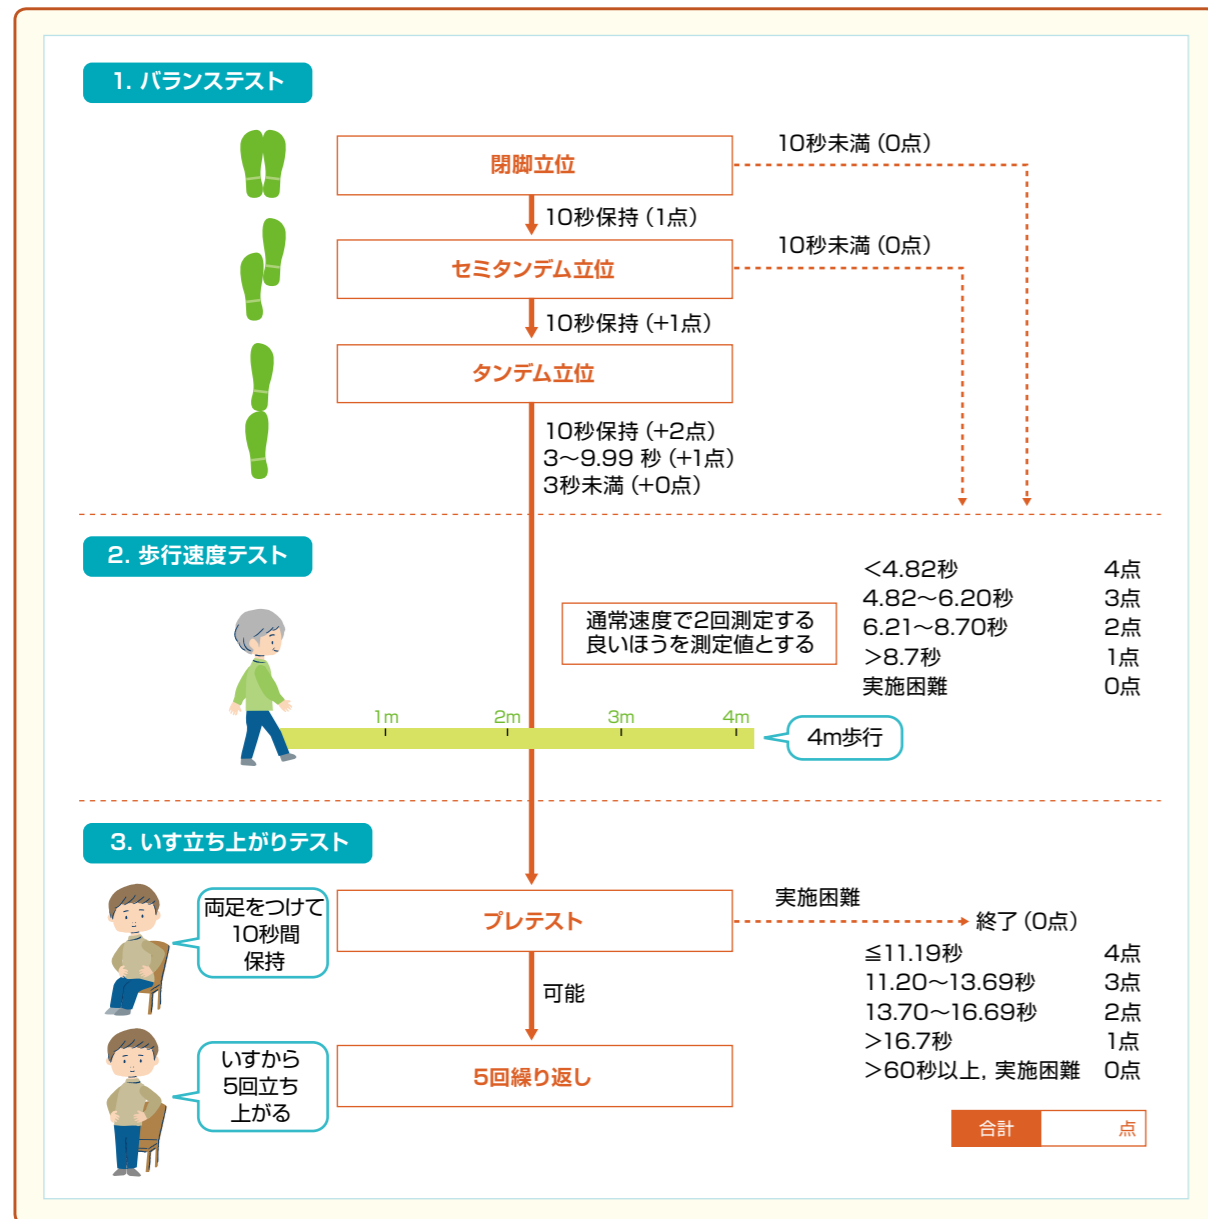 1. バランステスト
閉脚立位
10秒未満（0点）
10秒保持（1点）
セミタンデム立位
10秒未満（0点）
10秒保持（+1点）
タンデム立位
10秒保持（+2点）
3〜9.99 秒（+1点）
3秒未満（+0点）
2. 歩行速度テスト
通常速度で2回測定する
良いほうを測定値とする
＜4.82秒 4点
4.82〜6.20秒 3点
6.21〜8.70秒 2点
＞8.7秒 1点
実施困難 0点
1m 2m 3m 4m
4m歩行
3. いす立ち上がりテスト
両足をつけて
10秒間
保持
プレテスト
実施困難
終了（0点）
可能
≦11.19秒 4点
11.20〜13.69秒 3点
13.70〜16.69秒 2点
＞16.7秒 1点
＞60秒以上, 実施困難 0点
いすから
5回立ち
上がる
5回繰り返し
合計 点